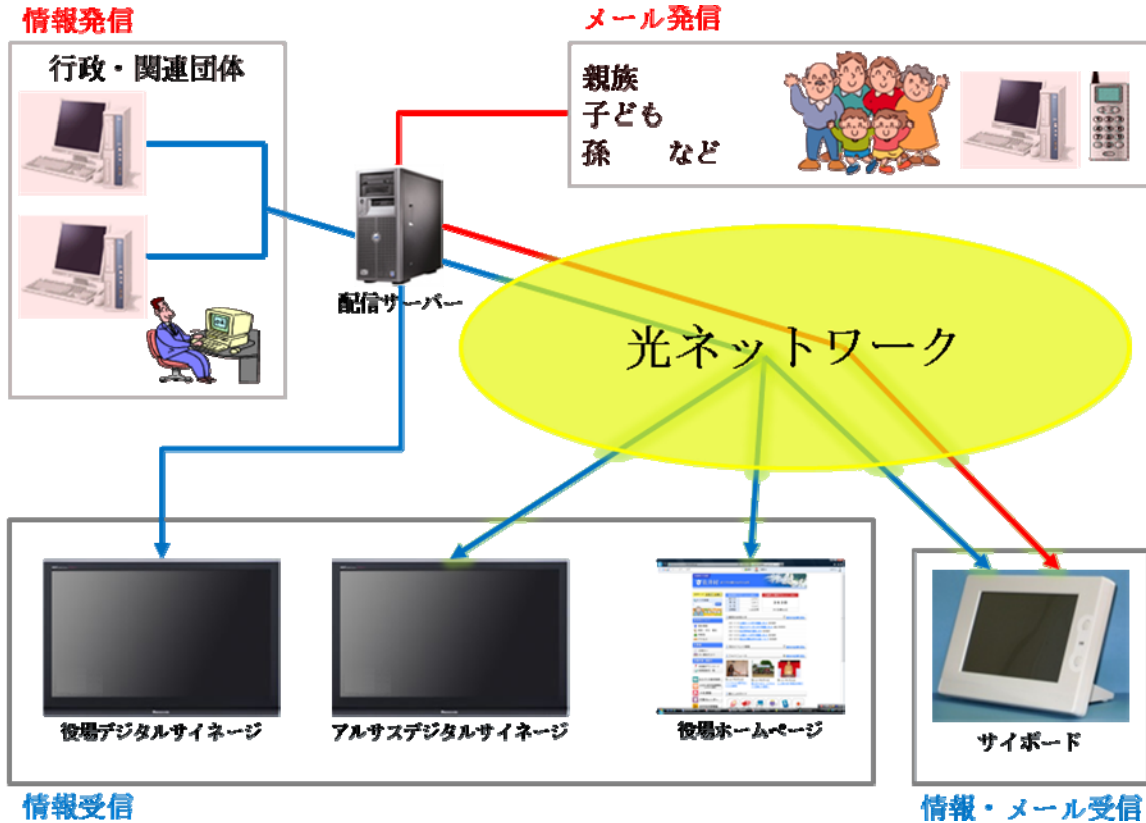 情報発信
メール発信
行政・関連団体
親族
子ども
孫　など
配信サーバー
光ネットワーク
役場デジタルサイネージ
アルサスデジタルサイネージ
役場ホームページ
サイボード
情報受信
情報・メール受信